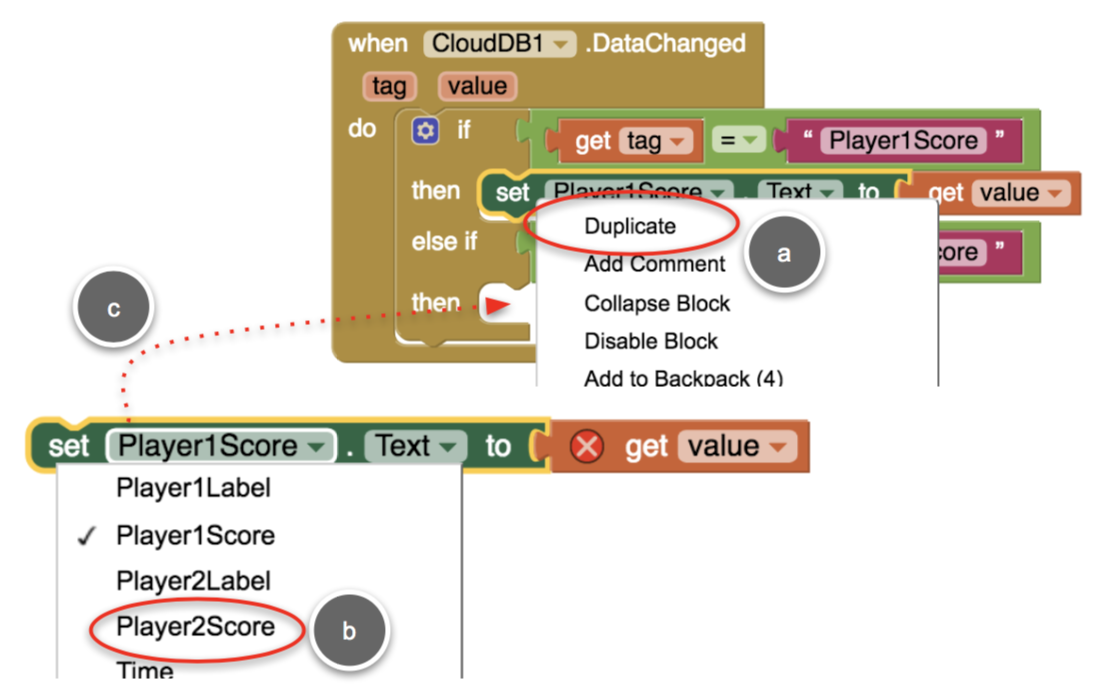 when CloudDB1 .DataChanged
tag value
do if get tag = “ Player1Score ”
then set Player1Score . Text to get value
Duplicate
a
else if core ”
Add Comment
c
then
Collapse Block
Disable Block
Add to Backpack (4)
set Player1Score . Text to get value
Player1Label
✓ Player1Score
Player2Label
Player2Score
b
Time